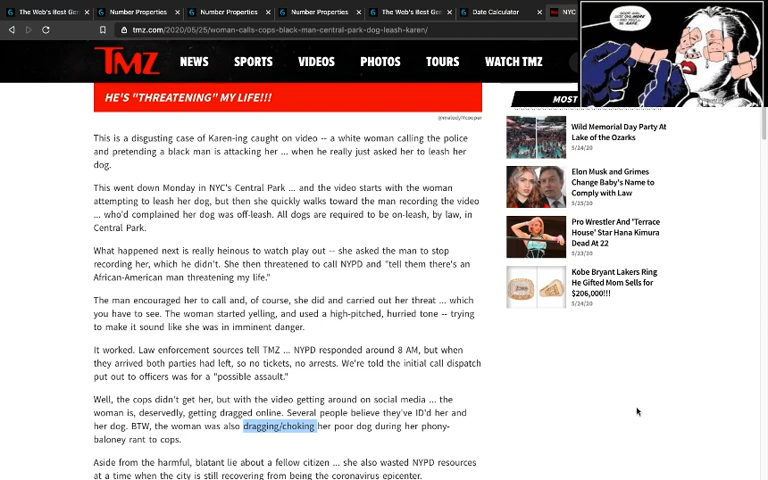 The Web's Best Gen
Number Properties
Number Properties
Number Properties
The Web's Best Gen
Date Calculator
NYC
tmz.com/2020/05/25/woman-calls-cops-black-man-central-park-dog-leash-karen/
TMZ
NEWS
SPORTS
VIDEOS
PHOTOS
TOURS
WATCH TMZ
HE'S "THREATENING" MY LIFE!!!
This is a disgusting case of Karen-ing caught on video -- a white woman calling the police
and pretending a black man is attacking her ... when he really just asked her to leash her
dog.
This went down Monday in NYC's Central Park ... and the video starts with the woman
attempting to leash her dog, but then she quickly walks toward the man recording the video
... who'd complained her dog was off-leash. All dogs are required to be on-leash, by law, in
Central Park.
What happened next is really heinous to watch play out -- she asked the man to stop
recording her, which he didn't. She then threatened to call NYPD and "tell them there's an
African-American man threatening my life."
The man encouraged her to call and, of course, she did and carried out her threat ... which
you have to see. The woman started yelling, and used a high-pitched, hurried tone -- trying
to make it sound like she was in imminent danger.
It worked. Law enforcement sources tell TMZ ... NYPD responded around 8 AM, but when
they arrived both parties had left, so no tickets, no arrests. We're told the initial call dispatch
put out to officers was for a "possible assault."
Well, the cops didn't get her, but with the video getting around on social media ... the
woman is, deservedly, getting dragged online. Several people believe they've ID'd her and
her dog. BTW, the woman was also dragging/choking her poor dog during her phony-
baloney rant to cops.
Aside from the harmful, blatant lie about a fellow citizen ... she also wasted NYPD resources
at a time when the city is still recovering from being the coronavirus epicenter.
MOST
Wild Memorial Day Party At
Lake of the Ozarks
5/24/20
Elon Musk and Grimes
Change Baby's Name to
Comply with Law
5/25/20
Pro Wrestler And 'Terrace
House' Star Hana Kimura
Dead At 22
5/23/20
Kobe Bryant Lakers Ring
He Gifted Mom Sells for
$206,000!!!
5/24/20